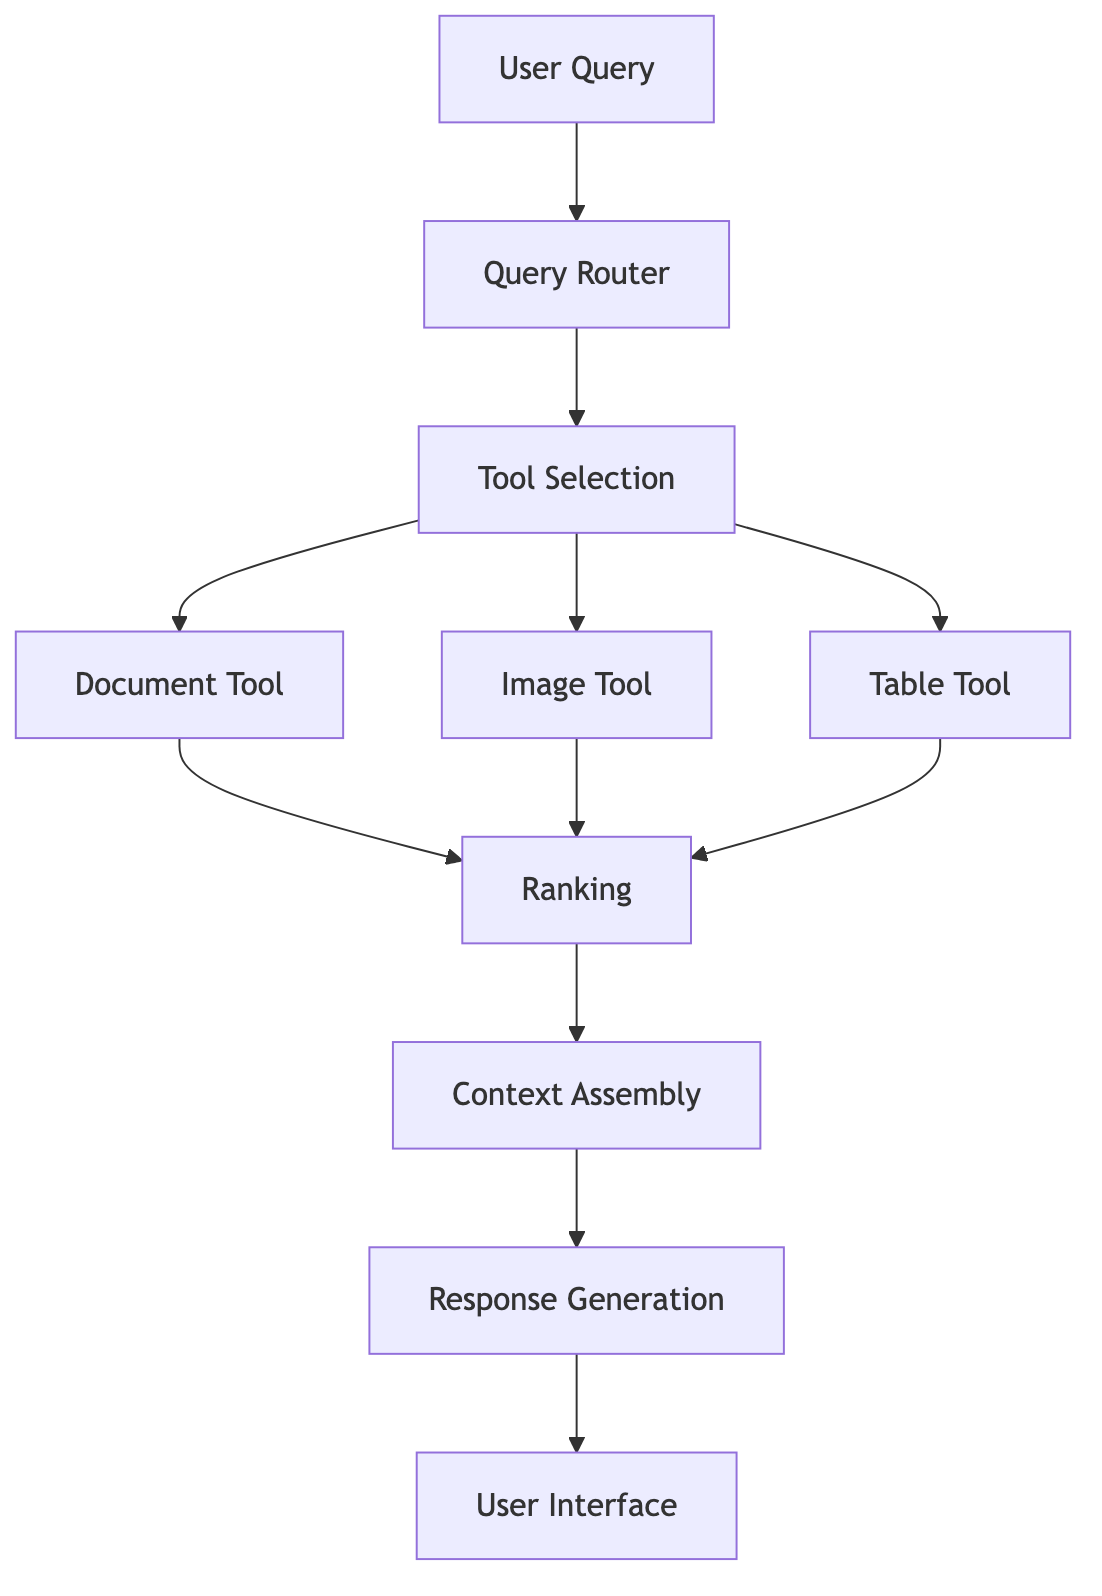 User Query
Query Router
Tool Selection
Document Tool
Image Tool
Table Tool
Ranking
Context Assembly
Response Generation
User Interface